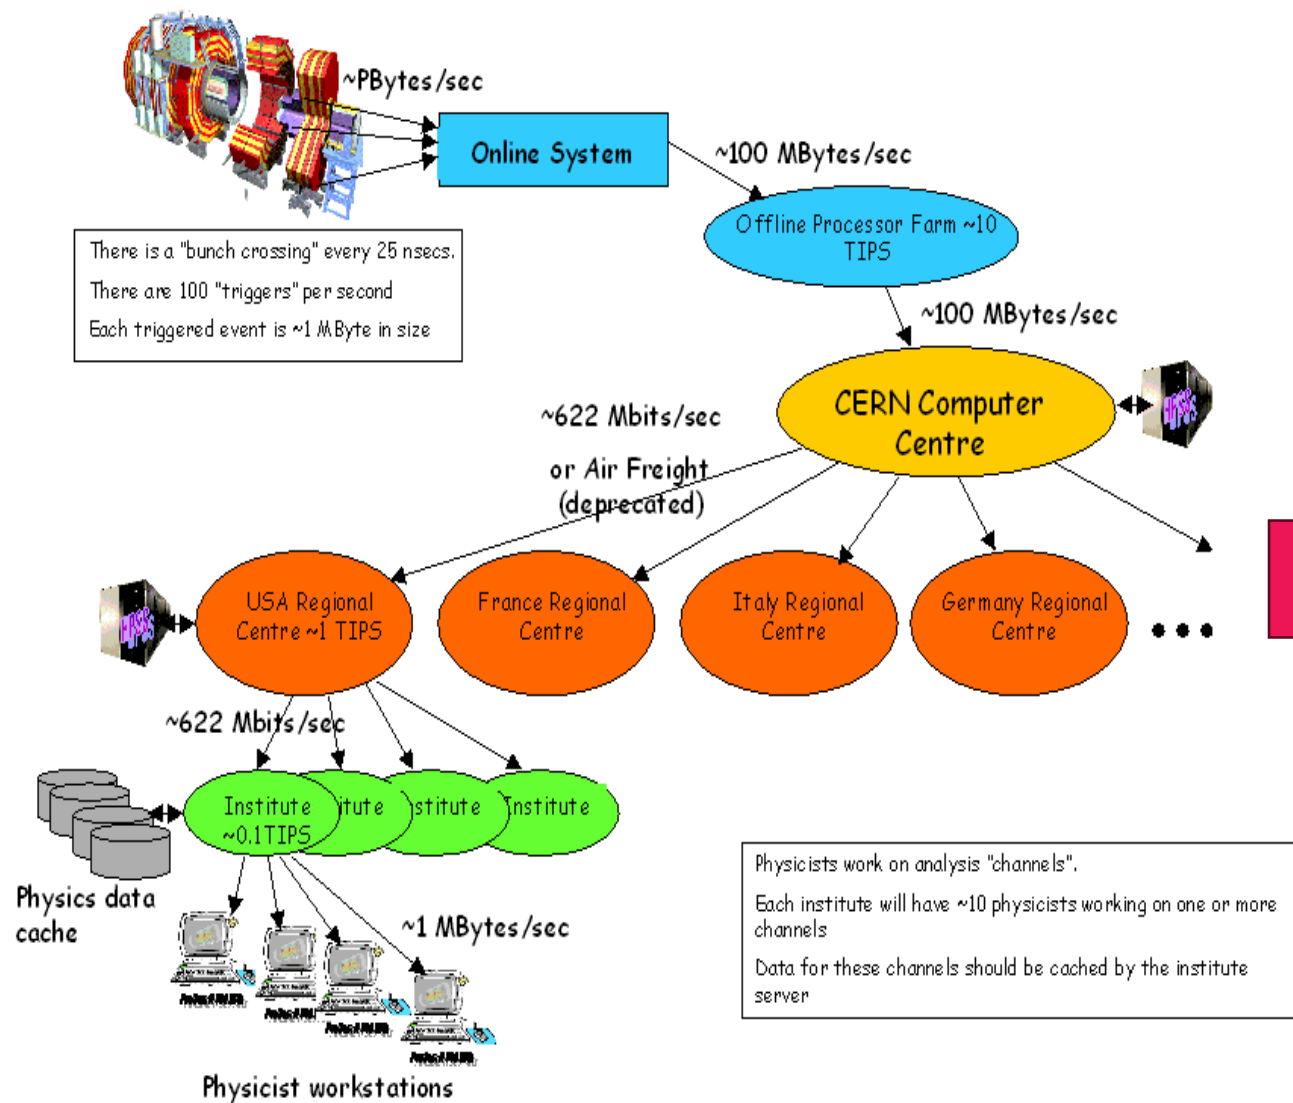 ~PBytes/sec
Online System
~100 MBytes/sec
Offline Processor Farm ~10
TIPS
There is a "bunch crossing" every 25 nsecs.
There are 100 "triggers" per second
Each triggered event is ~1 MByte in size
~100 MBytes/sec
CERN Computer
Centre
HPSS
~622 Mbits/sec
or Air Freight
(deprecated)
HPSS
USA Regional
Centre ~1 TIPS
France Regional
Centre
Italy Regional
Centre
Germany Regional
Centre
~622 Mbits/sec
Institute
~0.1TIPS
titute
stitute
Institute
Physics data
cache
~1 MBytes/sec
Physicists work on analysis "channels".
Each institute will have ~10 physicists working on one or more
channels
Data for these channels should be cached by the institute
server
Physicist workstations